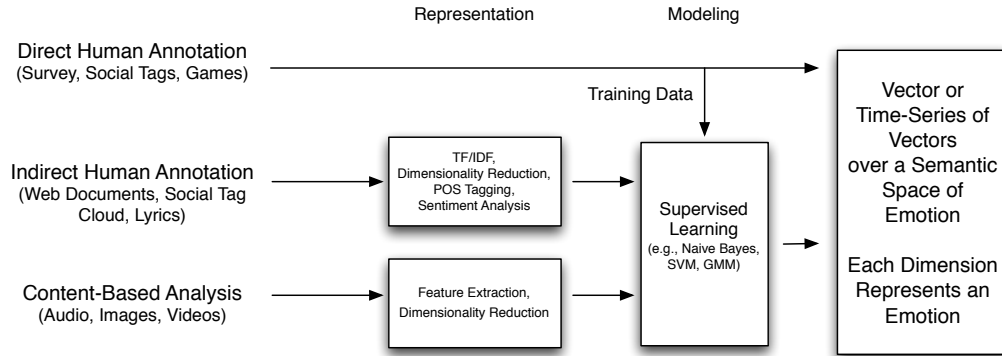 Representation
Modeling
Direct Human Annotation
(Survey, Social Tags, Games)
Training Data
Indirect Human Annotation
(Web Documents, Social Tag
Cloud, Lyrics)
TF/IDF,
Dimensionality Reduction,
POS Tagging,
Sentiment Analysis
Content-Based Analysis
(Audio, Images, Videos)
Feature Extraction,
Dimensionality Reduction
Supervised
Learning
(e.g., Naive Bayes,
SVM, GMM)
Vector or
Time-Series of
Vectors
over a Semantic
Space of
Emotion
Each Dimension
Represents an
Emotion